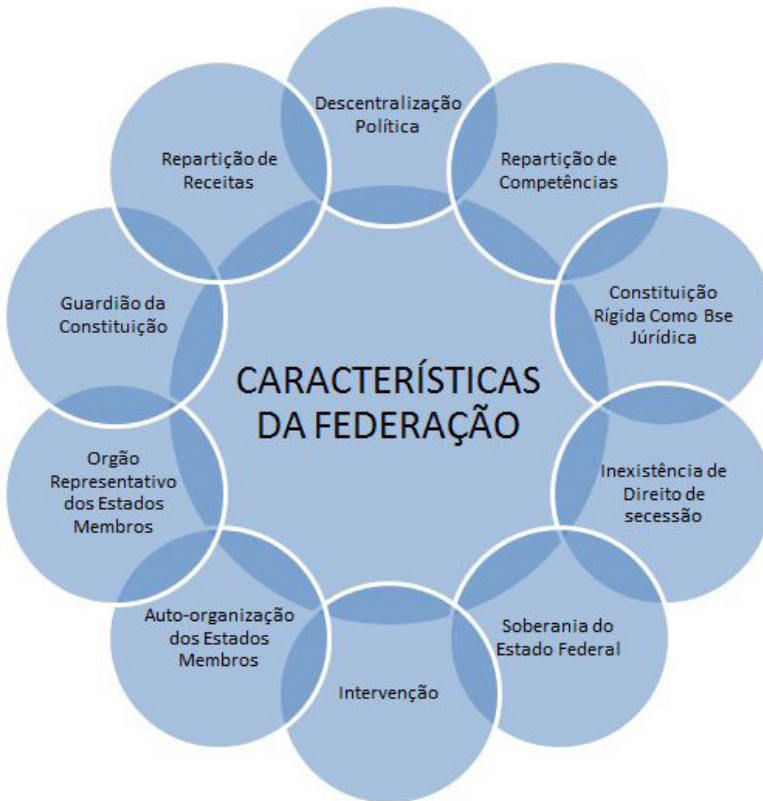 Descentralização
Política
Repartição de
Competências
Constituição
Rígida Como Bse
Júrídica
Inexistência de
Direito de
secessão
Soberania do
Estado Federal
Intervenção
Auto-organização
dos Estados
Membros
Orgão
Representativo
dos Estados
Membros
Guardião da
Constituição
Repartição de
Receitas
CARACTERÍSTICAS
DA FEDERAÇÃO